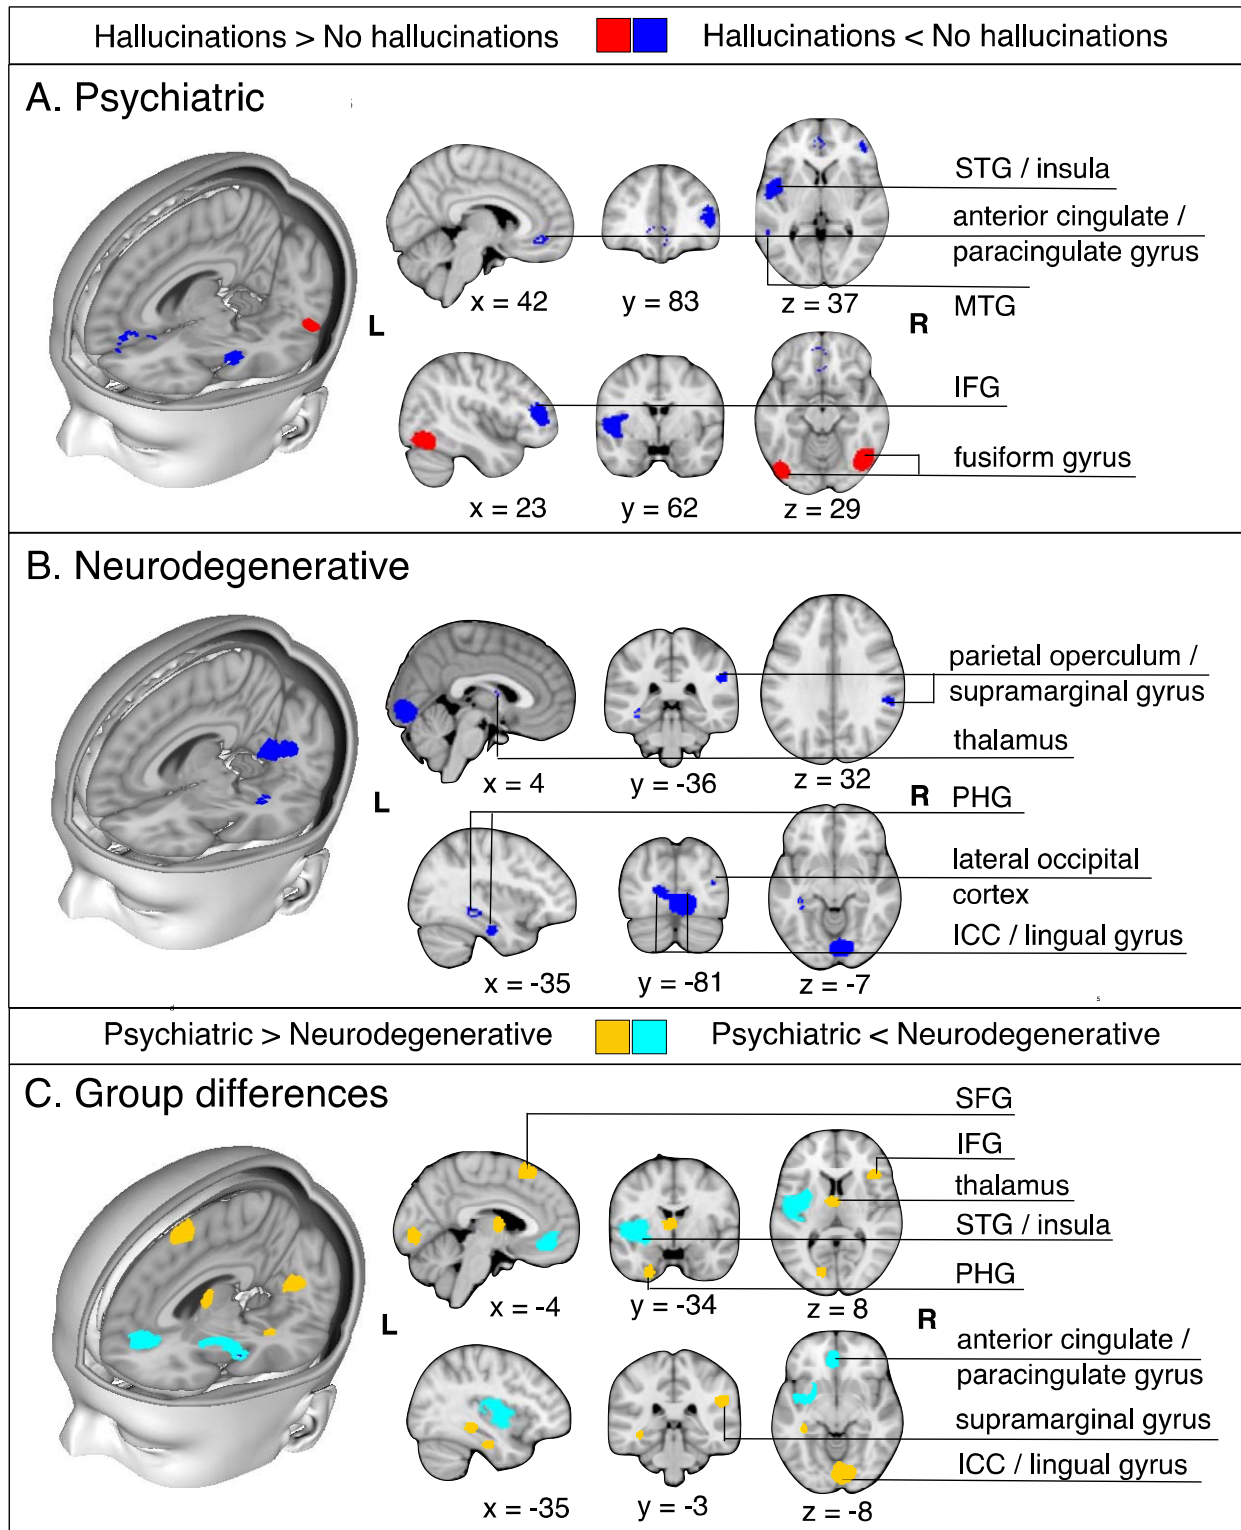 Hallucinations > No hallucinations
Hallucinations < No hallucinations
A. Psychiatric
STG / insula
anterior cingulate /
paracingulate gyrus
x = 42
y = 83
z = 37
MTG
L
R
IFG
fusiform gyrus
x = 23
y = 62
z = 29
B. Neurodegenerative
parietal operculum /
supramarginal gyrus
thalamus
x = 4
y = -36
z = 32
L
R
PHG
lateral occipital
cortex
ICC / lingual gyrus
x = -35
y = -81
z = -7
Psychiatric > Neurodegenerative
Psychiatric < Neurodegenerative
C. Group differences
SFG
IFG
thalamus
STG / insula
PHG
x = -4
y = -34
z = 8
L
R
anterior cingulate /
paracingulate gyrus
supramarginal gyrus
ICC / lingual gyrus
x = -35
y = -3
z = -8